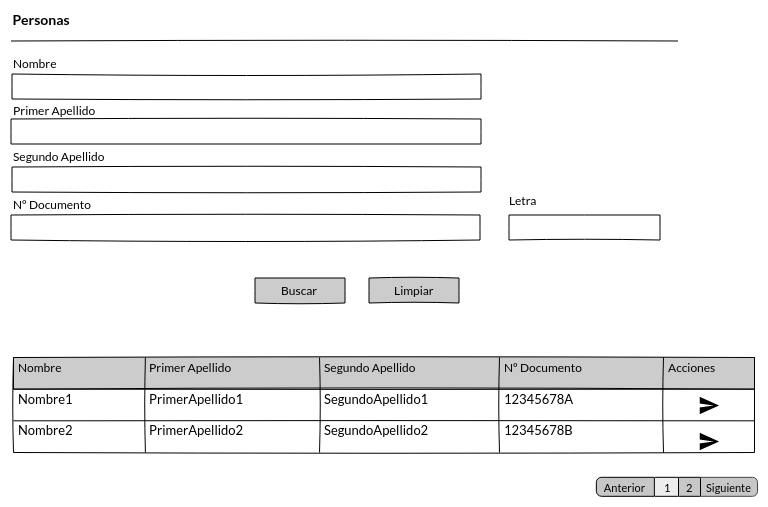 Personas
Nombre
Primer Apellido
Segundo Apellido
Nº Documento
Letra
Buscar Limpiar
Nombre Primer Apellido Segundo Apellido Nº Documento Acciones
Nombre1 PrimerApellido1 SegundoApellido1 12345678A
Nombre2 PrimerApellido2 SegundoApellido2 12345678B
Anterior 1 2 Siguiente